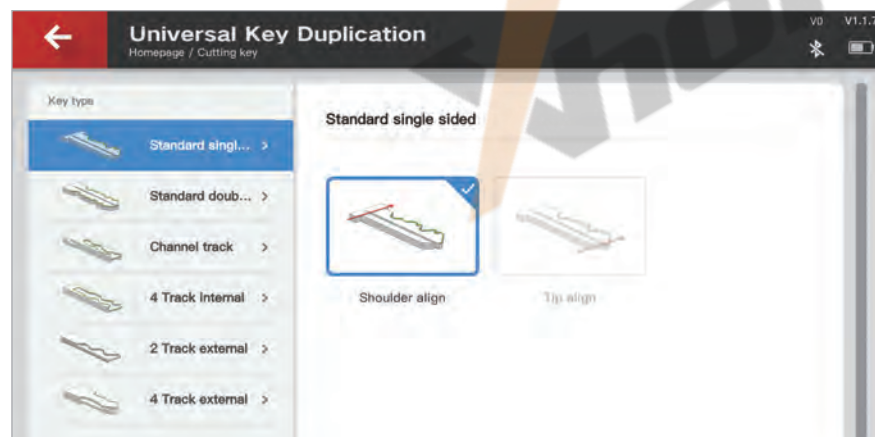 Universal Key Duplication
Homepage / Cutting key
V0 V1.1.7
Key type
Standard singl... >
Standard doub... >
Channel track >
4 Track Internal >
2 Track external >
4 Track external >
Standard single sided
Shoulder align
Tip align